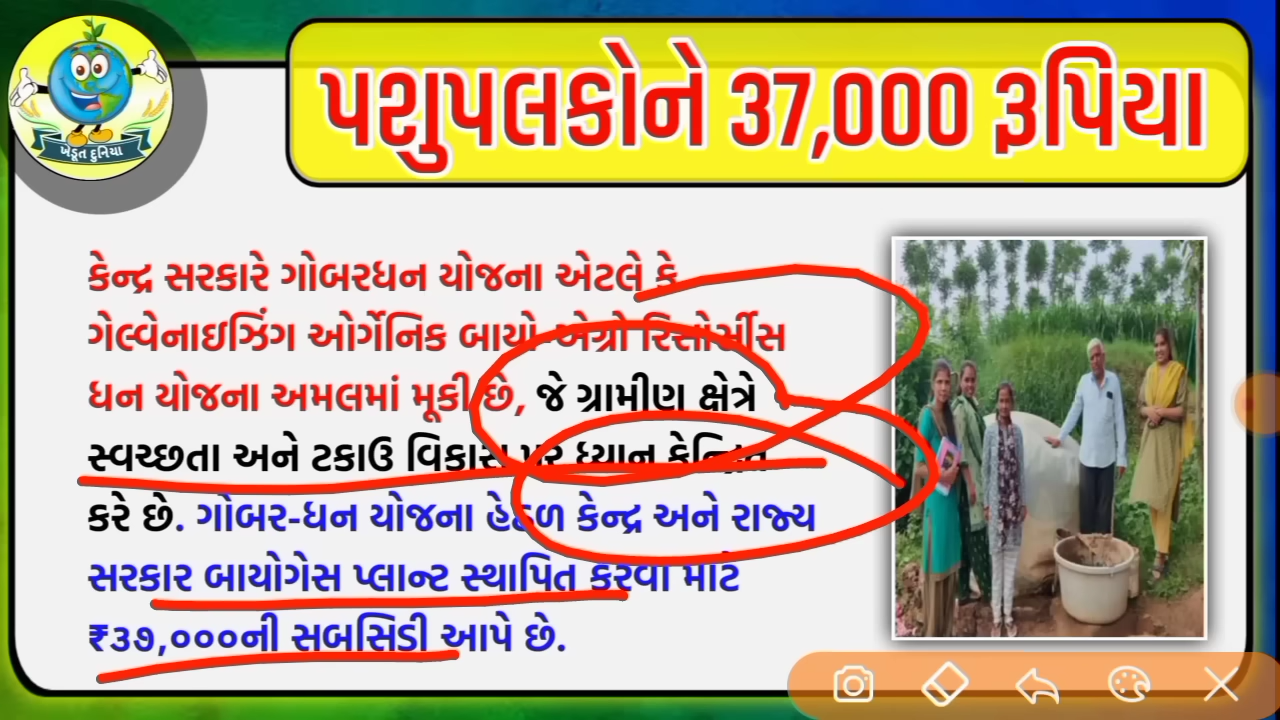 ખેડૂત દુનિયા
પશુપલકોને 37,000 રૂપિયા
કેન્દ્ર સરકારે ગોબરધન યોજના એટલે કે
ગેલ્વેનાઇઝિંગ ઓર્ગેનિક બાયો-એગ્રો રિસોર્સીસ
ધન યોજના અમલમાં મૂકી છે, જે ગ્રામીણ ક્ષેત્રે
સ્વચ્છતા અને ટકાઉ વિકાસ પર ધ્યાન કેન્દ્રિત
કરે છે. ગોબર-ધન યોજના હેઠળ કેન્દ્ર અને રાજ્ય
સરકાર બાયોગેસ પ્લાન્ટ સ્થાપિત કરવા માટે
₹૩૭,૦૦૦ની સબસિડી આપે છે.